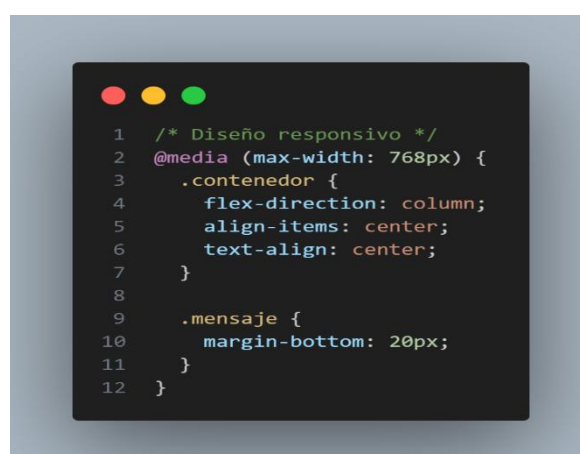 1 /* Diseño responsivo */
2 @media (max-width: 768px) {
3   .contenedor {
4     flex-direction: column;
5     align-items: center;
6     text-align: center;
7   }
8
9   .mensaje {
10     margin-bottom: 20px;
11   }
12 }